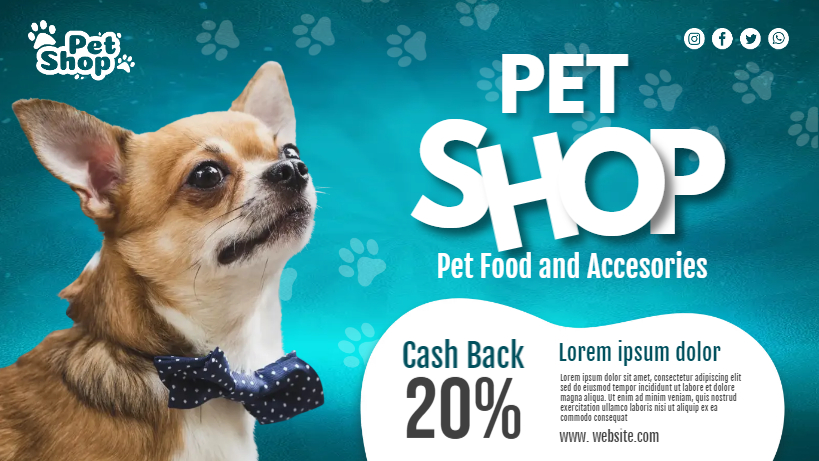 Pet
Shop
PET
SHOP
Pet Food and Accesories
Cash Back
20%
Lorem ipsum dolor
Lorem ipsum dolor sit amet, consectetur adipiscing elit
sed do eiusmod tempor incididunt ut labore et dolore
magna aliqua. Ut enim ad minim veniam, quis nostrud
exercitation ullamco laboris nisi ut aliquip ex ea
commodo consequat
www. website.com